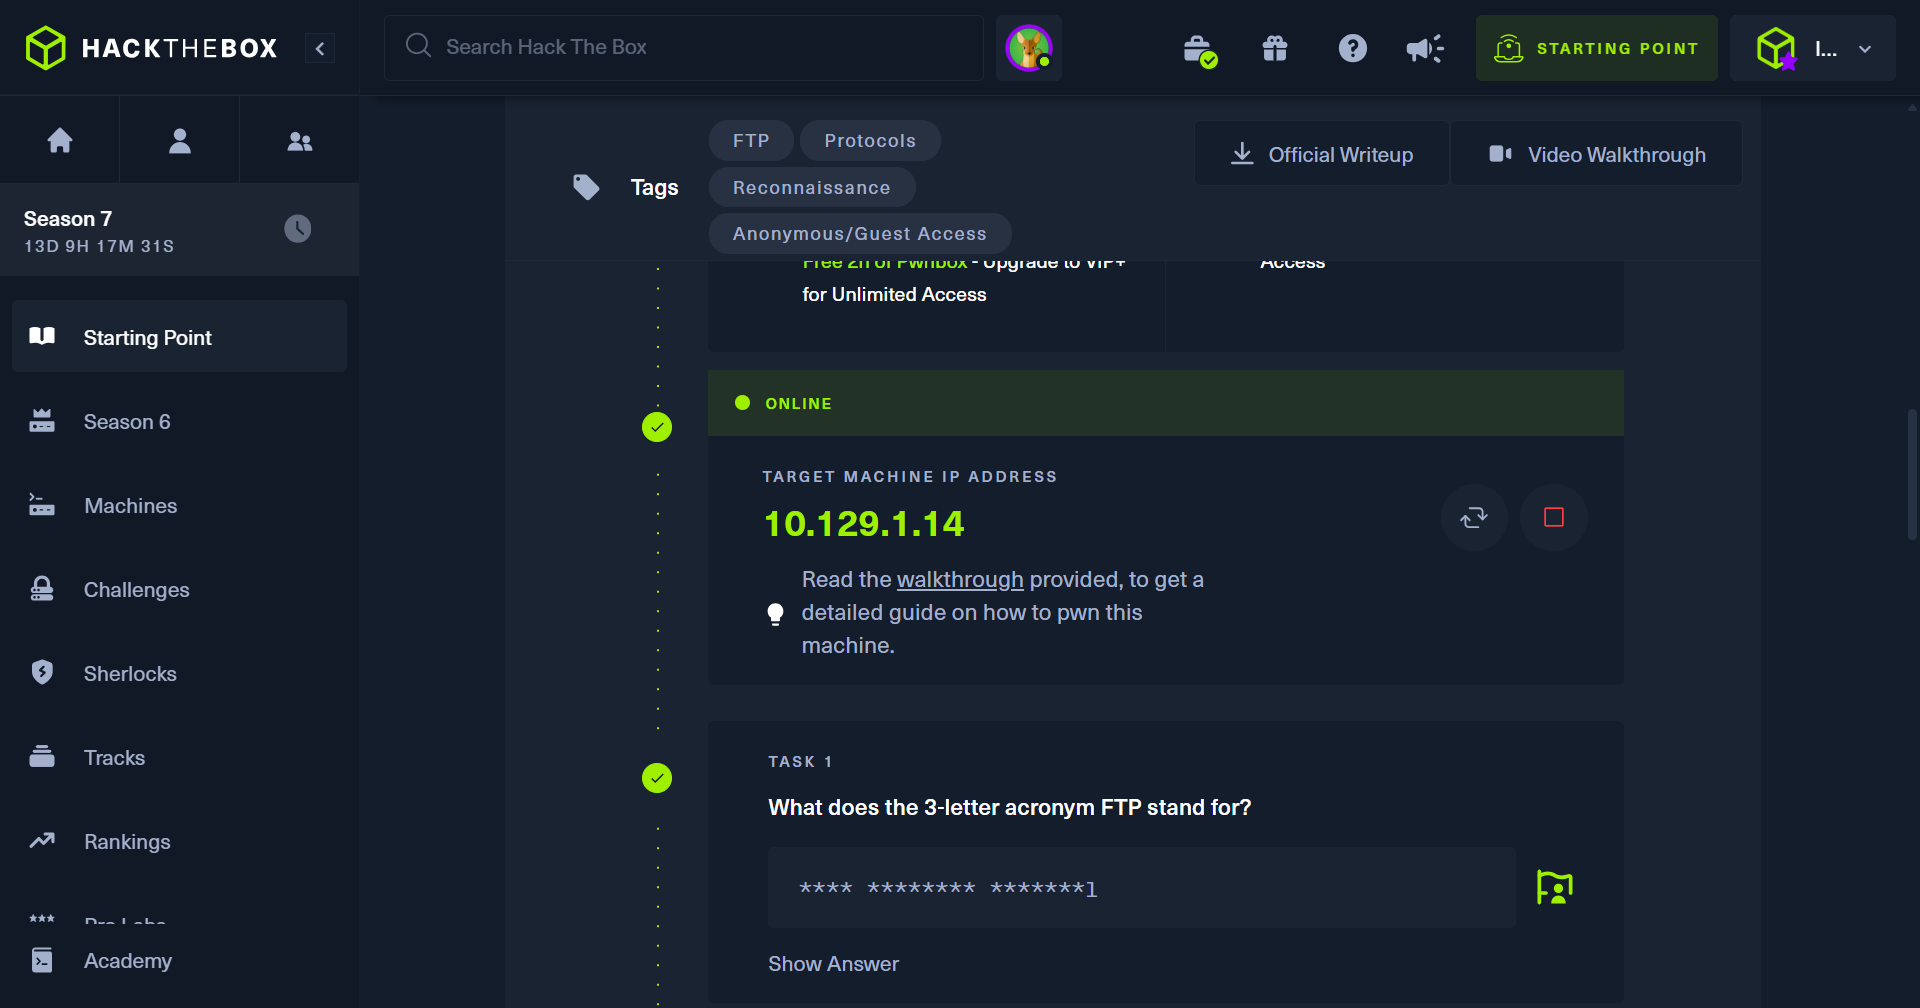 HACKTHEBOX
Search Hack The Box
STARTING POINT
I...
Season 7
13D 9H 17M 31S
Starting Point
Season 6
Machines
Challenges
Sherlocks
Tracks
Rankings
Pro Labs
Academy
Tags
FTP
Protocols
Reconnaissance
Anonymous/Guest Access
Official Writeup
Video Walkthrough
Free 2h of Pwnbox - Upgrade to VIP+
for Unlimited Access
Access
ONLINE
TARGET MACHINE IP ADDRESS
10.129.1.14
Read the walkthrough provided, to get a
detailed guide on how to pwn this
machine.
TASK 1
What does the 3-letter acronym FTP stand for?
**** ******** *******l
Show Answer